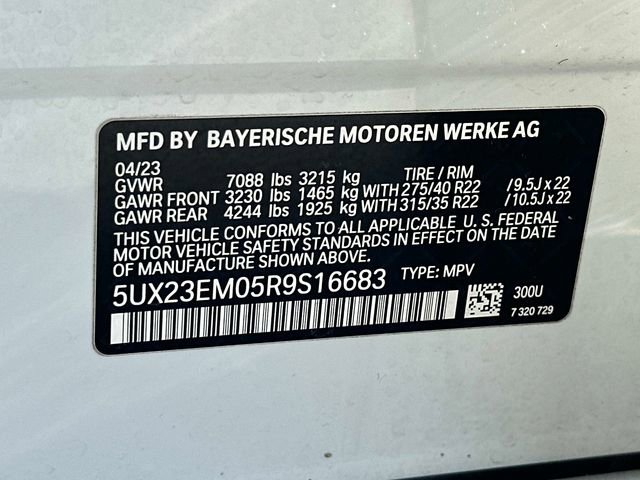 MFD BY BAYERISCHE MOTOREN WERKE AG
04/23
GVWR 7088 lbs 3215 kg TIRE / RIM
GAWR FRONT 3230 lbs 1465 kg WITH 275/40 R22 /9.5J x 22
GAWR REAR 4244 lbs 1925 kg WITH 315/35 R22 /10.5J x 22
THIS VEHICLE CONFORMS TO ALL APPLICABLE U. S. FEDERAL
MOTOR VEHICLE SAFETY STANDARDS IN EFFECT ON THE DATE
OF MANUFACTURE SHOWN ABOVE.
5UX23EM05R9S16683 TYPE: MPV
300U
7 320 729